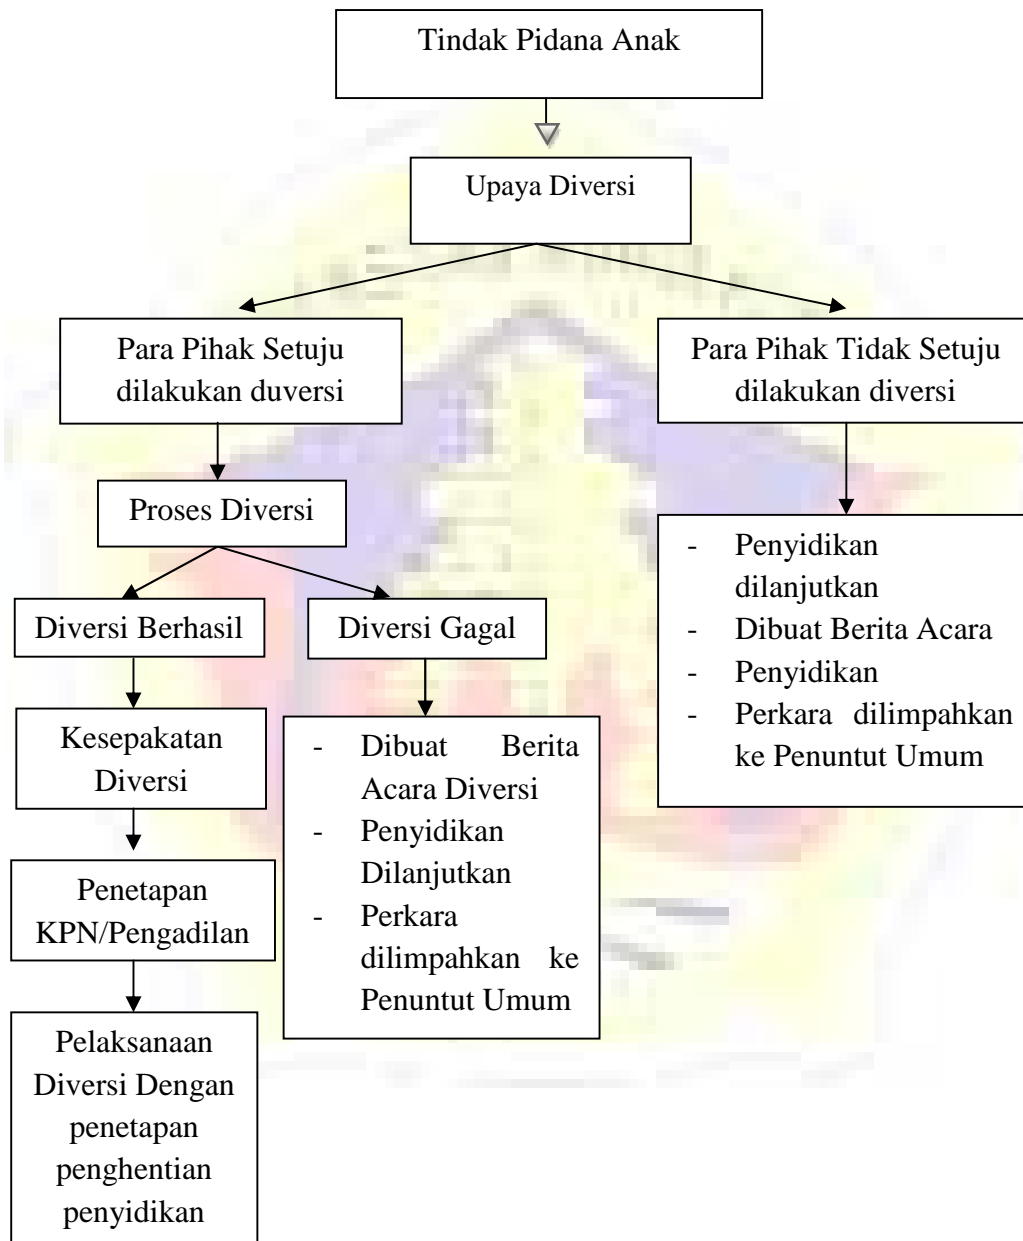 Tindak Pidana Anak
Upaya Diversi
Para Pihak Setuju
dilakukan duversi
Para Pihak Tidak Setuju
dilakukan diversi
Proses Diversi
- Penyidikan
dilanjutkan
- Dibuat Berita Acara
- Penyidikan
- Perkara dilimpahkan
ke Penuntut Umum
Diversi Berhasil
Diversi Gagal
Kesepakatan
Diversi
- Dibuat Berita
Acara Diversi
- Penyidikan
Dilanjutkan
- Perkara
dilimpahkan ke
Penuntut Umum
Penetapan
KPN/Pengadilan
Pelaksanaan
Diversi Dengan
penetapan
penghentian
penyidikan